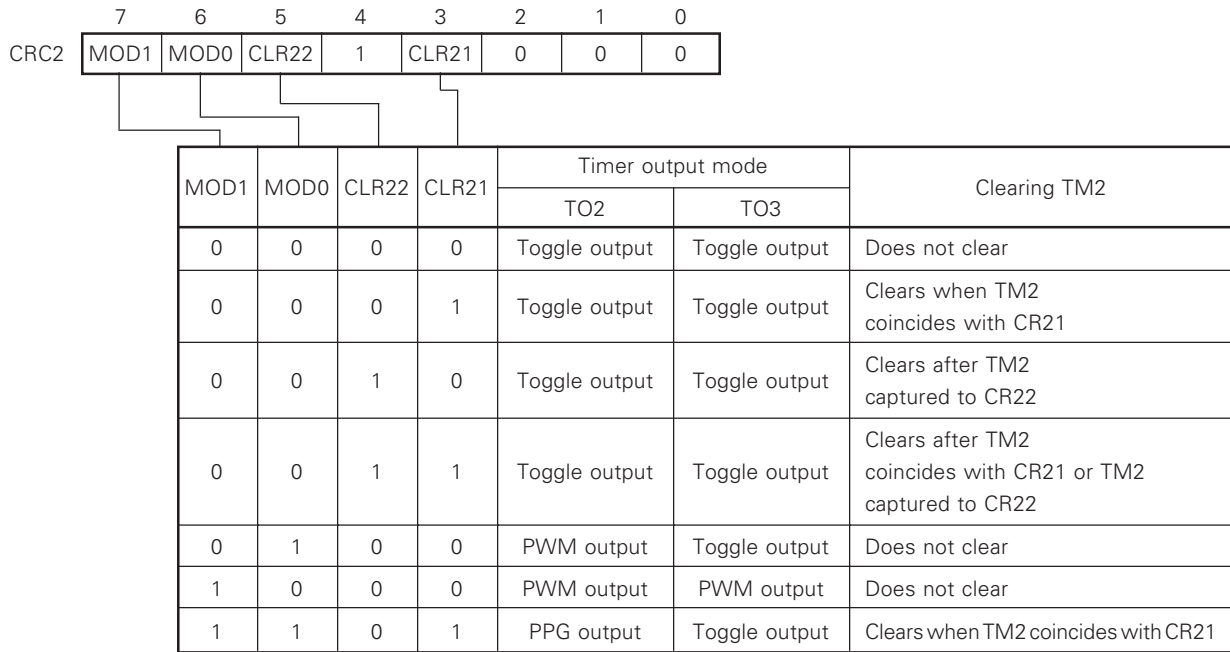 7 6 5 4 3 2 1 0
CRC2 MOD1 MOD0 CLR22 1 CLR21 0 0 0
MOD1 MOD0 CLR22 CLR21 Timer output mode Clearing TM2
TO2 TO3
0 0 0 0 Toggle output Toggle output Does not clear
0 0 0 1 Toggle output Toggle output Clears when TM2
coincides with CR21
0 0 1 0 Toggle output Toggle output Clears after TM2
captured to CR22
0 0 1 1 Toggle output Toggle output Clears after TM2
coincides with CR21 or TM2
captured to CR22
0 1 0 0 PWM output Toggle output Does not clear
1 0 0 0 PWM output PWM output Does not clear
1 1 0 1 PPG output Toggle output Clears when TM2 coincides with CR21